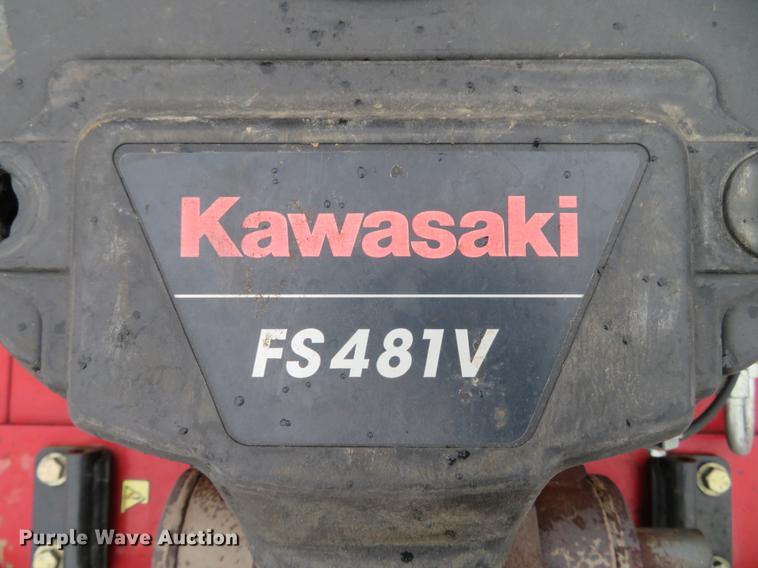 Kawasaki
FS481V
Purple Wave Auction